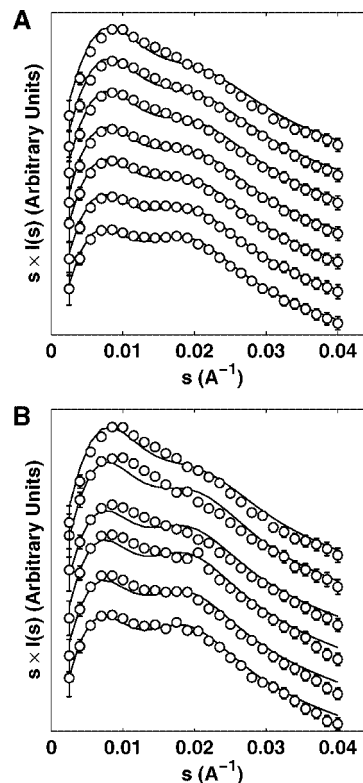 A
s × I(s) (Arbitrary Units)
0 0.01 0.02 0.03 0.04
s (A⁻¹)
B
s × I(s) (Arbitrary Units)
0 0.01 0.02 0.03 0.04
s (A⁻¹)